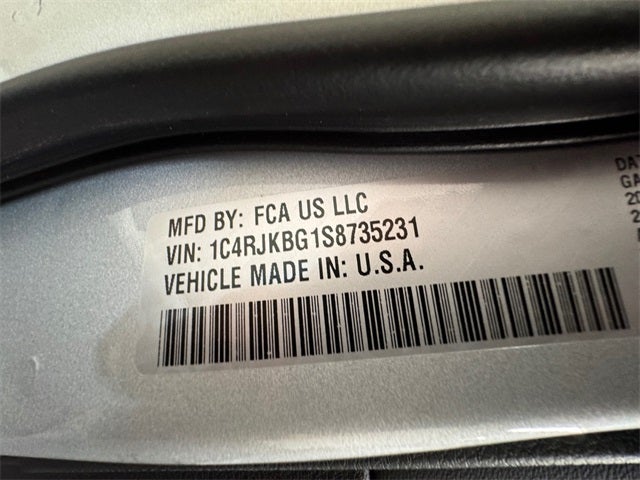 MFD BY: FCA US LLC
VIN: 1C4RJKBG1S8735231
VEHICLE MADE IN: U.S.A.